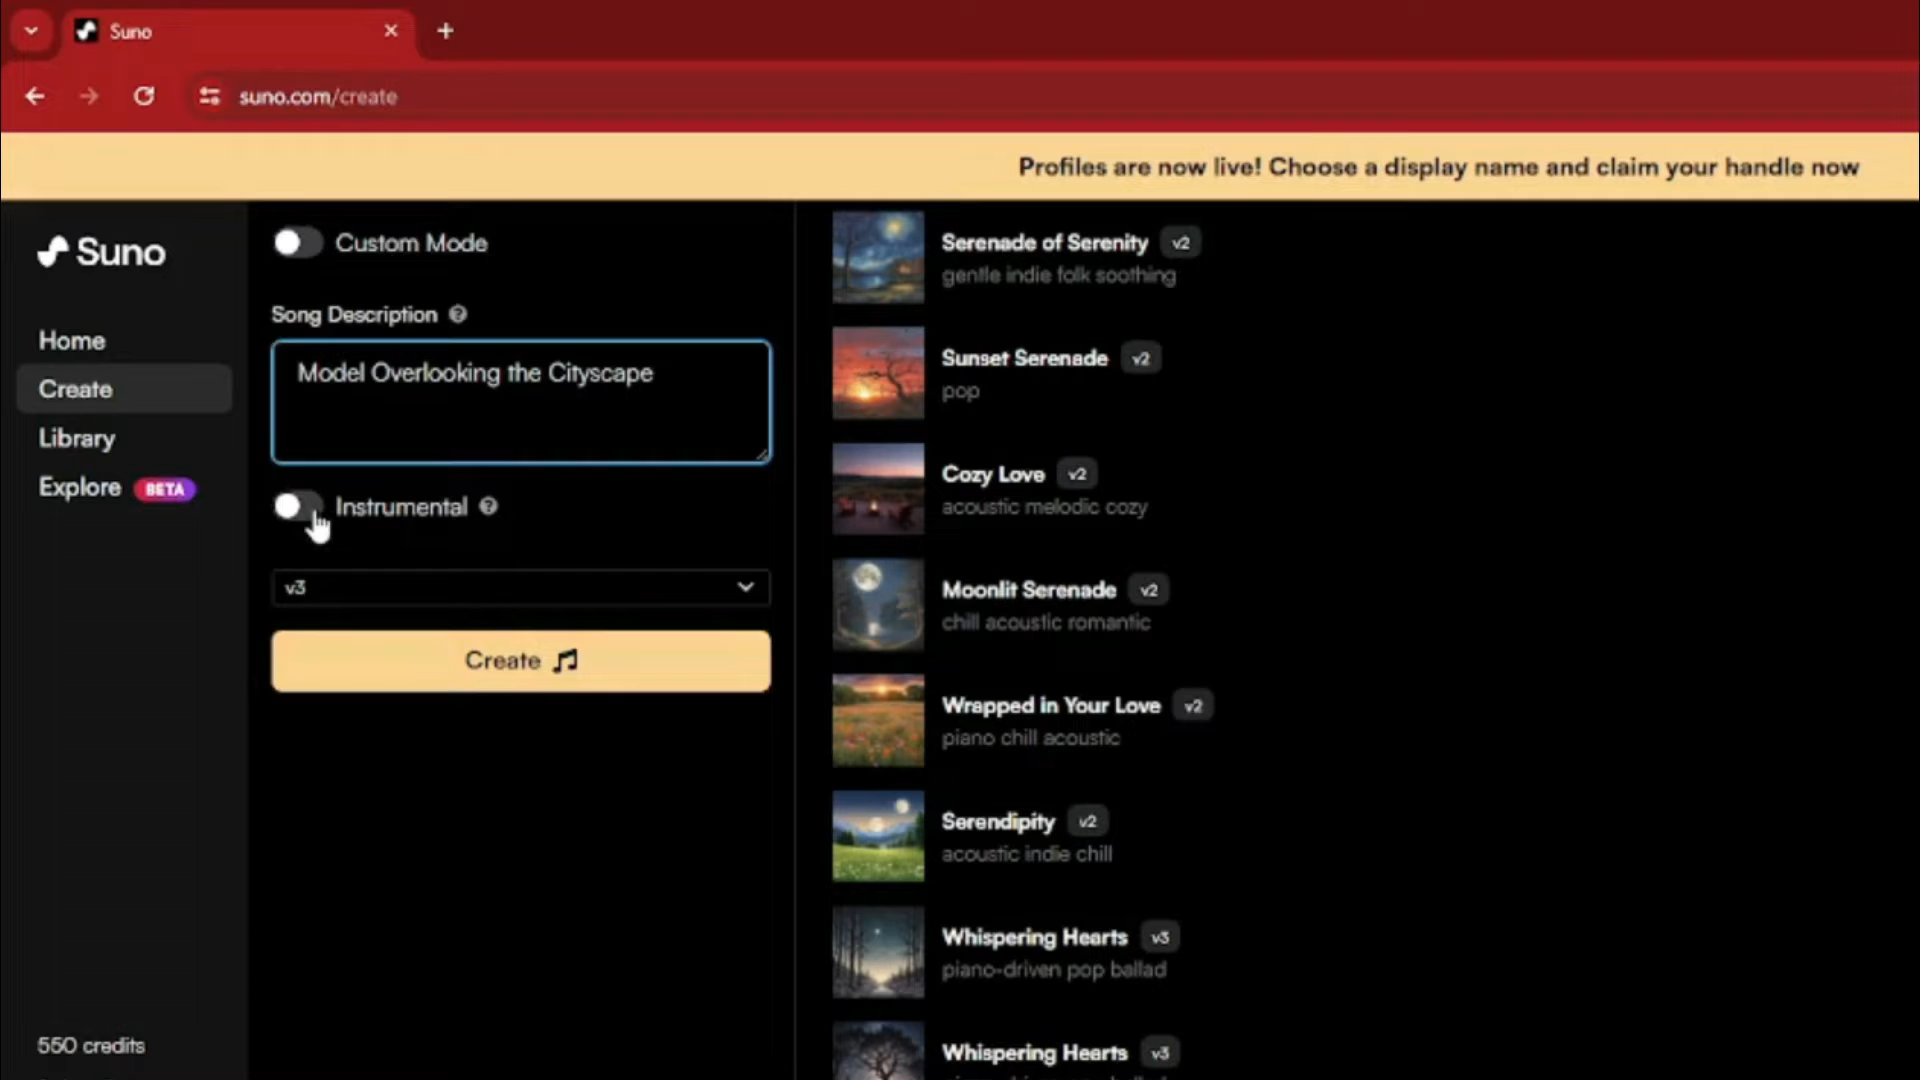 Suno
suno.com/create
Profiles are now live! Choose a display name and claim your handle now
Suno
Home
Create
Library
Explore BETA
550 credits
Custom Mode
Song Description
Model Overlooking the Cityscape
Instrumental
v3
Create
Serenade of Serenity v2
gentle indie folk soothing
Sunset Serenade v2
pop
Cozy Love v2
acoustic melodic cozy
Moonlit Serenade v2
chill acoustic romantic
Wrapped in Your Love v2
piano chill acoustic
Serendipity v2
acoustic indie chill
Whispering Hearts v3
piano-driven pop ballad
Whispering Hearts v3